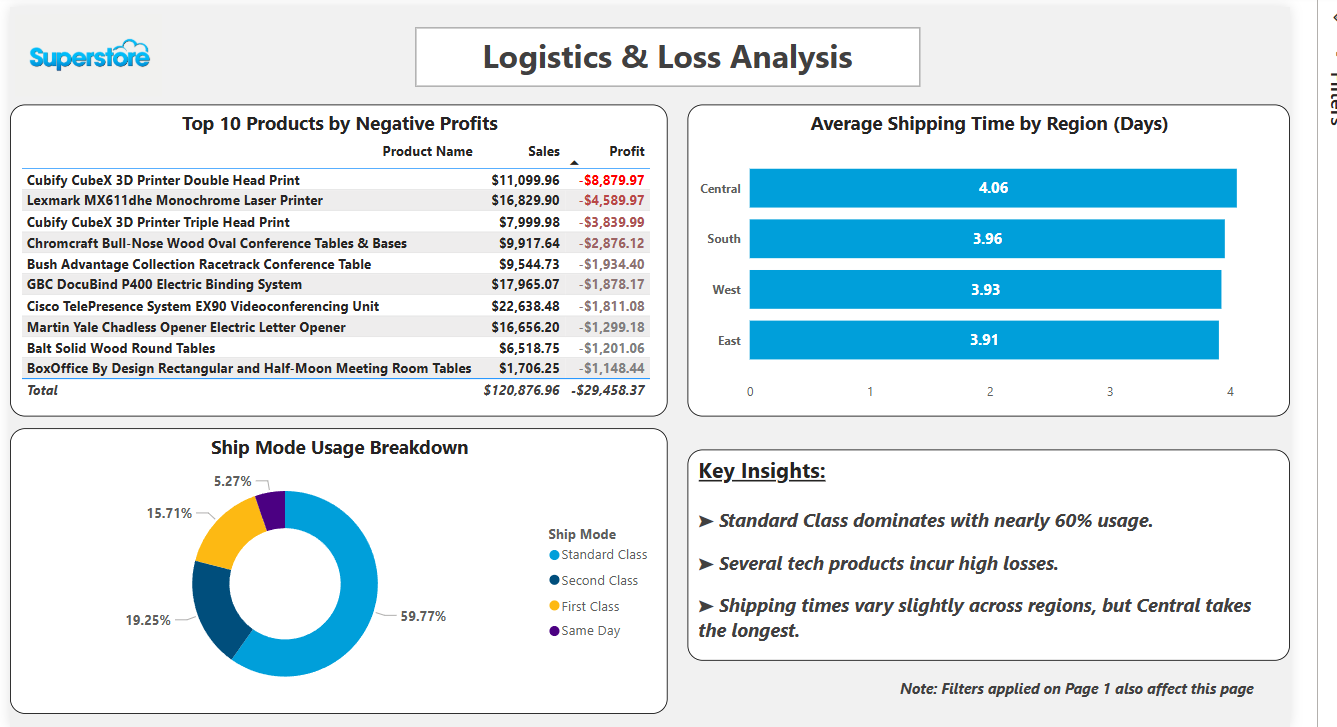 Superstore
Logistics & Loss Analysis
Filters
Top 10 Products by Negative Profits
Product Name Sales Profit
Cubify CubeX 3D Printer Double Head Print $11,099.96 -$8,879.97
Lexmark MX611dhe Monochrome Laser Printer $16,829.90 -$4,589.97
Cubify CubeX 3D Printer Triple Head Print $7,999.98 -$3,839.99
Chromcraft Bull-Nose Wood Oval Conference Tables & Bases $9,917.64 -$2,876.12
Bush Advantage Collection Racetrack Conference Table $9,544.73 -$1,934.40
GBC DocuBind P400 Electric Binding System $17,965.07 -$1,878.17
Cisco TelePresence System EX90 Videoconferencing Unit $22,638.48 -$1,811.08
Martin Yale Chadless Opener Electric Letter Opener $16,656.20 -$1,299.18
Balt Solid Wood Round Tables $6,518.75 -$1,201.06
BoxOffice By Design Rectangular and Half-Moon Meeting Room Tables $1,706.25 -$1,148.44
Total $120,876.96 -$29,458.37
Average Shipping Time by Region (Days)
Central 4.06
South 3.96
West 3.93
East 3.91
0 1 2 3 4
Ship Mode Usage Breakdown
5.27%
15.71%
19.25%
59.77%
Ship Mode
Standard Class
Second Class
First Class
Same Day
Key Insights:
➤ Standard Class dominates with nearly 60% usage.
➤ Several tech products incur high losses.
➤ Shipping times vary slightly across regions, but Central takes
the longest.
Note: Filters applied on Page 1 also affect this page